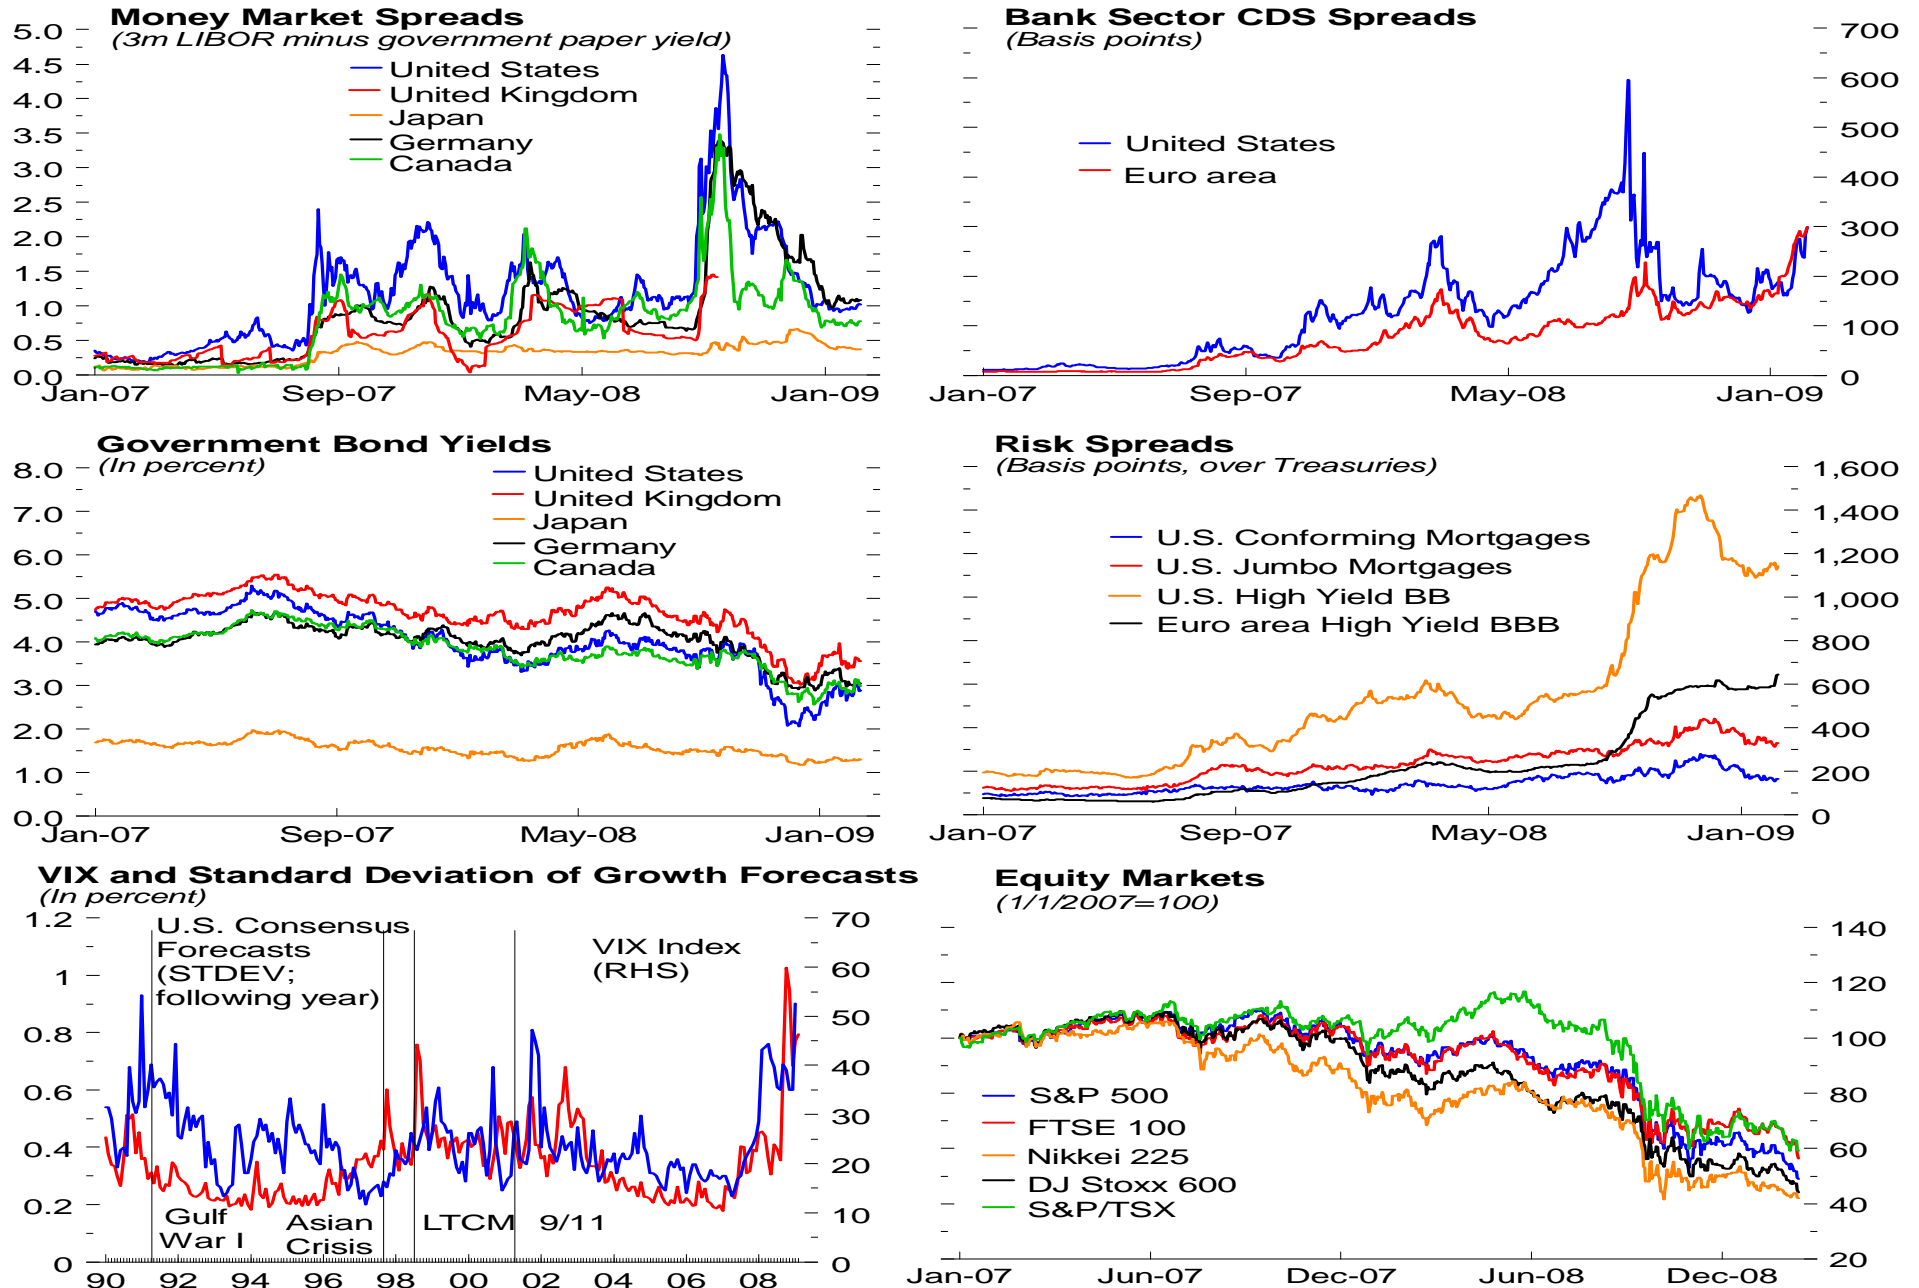 Money Market Spreads
(3m LIBOR minus government paper yield)
5.0
4.5
4.0
3.5
3.0
2.5
2.0
1.5
1.0
0.5
0.0
United States
United Kingdom
Japan
Germany
Canada
Jan-07 Sep-07 May-08 Jan-09
Bank Sector CDS Spreads
(Basis points)
700
600
500
400
300
200
100
0
United States
Euro area
Jan-07 Sep-07 May-08 Jan-09
Government Bond Yields
(In percent)
8.0
7.0
6.0
5.0
4.0
3.0
2.0
1.0
0.0
United States
United Kingdom
Japan
Germany
Canada
Jan-07 Sep-07 May-08 Jan-09
Risk Spreads
(Basis points, over Treasuries)
1,600
1,400
1,200
1,000
800
600
400
200
0
U.S. Conforming Mortgages
U.S. Jumbo Mortgages
U.S. High Yield BB
Euro area High Yield BBB
Jan-07 Sep-07 May-08 Jan-09
VIX and Standard Deviation of Growth Forecasts
(In percent)
1.2
1
0.8
0.6
0.4
0.2
0
U.S. Consensus
Forecasts
(STDEV;
following year)
VIX Index
(RHS)
70
60
50
40
30
20
10
0
Gulf
War I
Asian
Crisis
LTCM
9/11
90 92 94 96 98 00 02 04 06 08
Equity Markets
(1/1/2007=100)
140
120
100
80
60
40
20
S&P 500
FTSE 100
Nikkei 225
DJ Stoxx 600
S&P/TSX
Jan-07 Jun-07 Dec-07 Jun-08 Dec-08